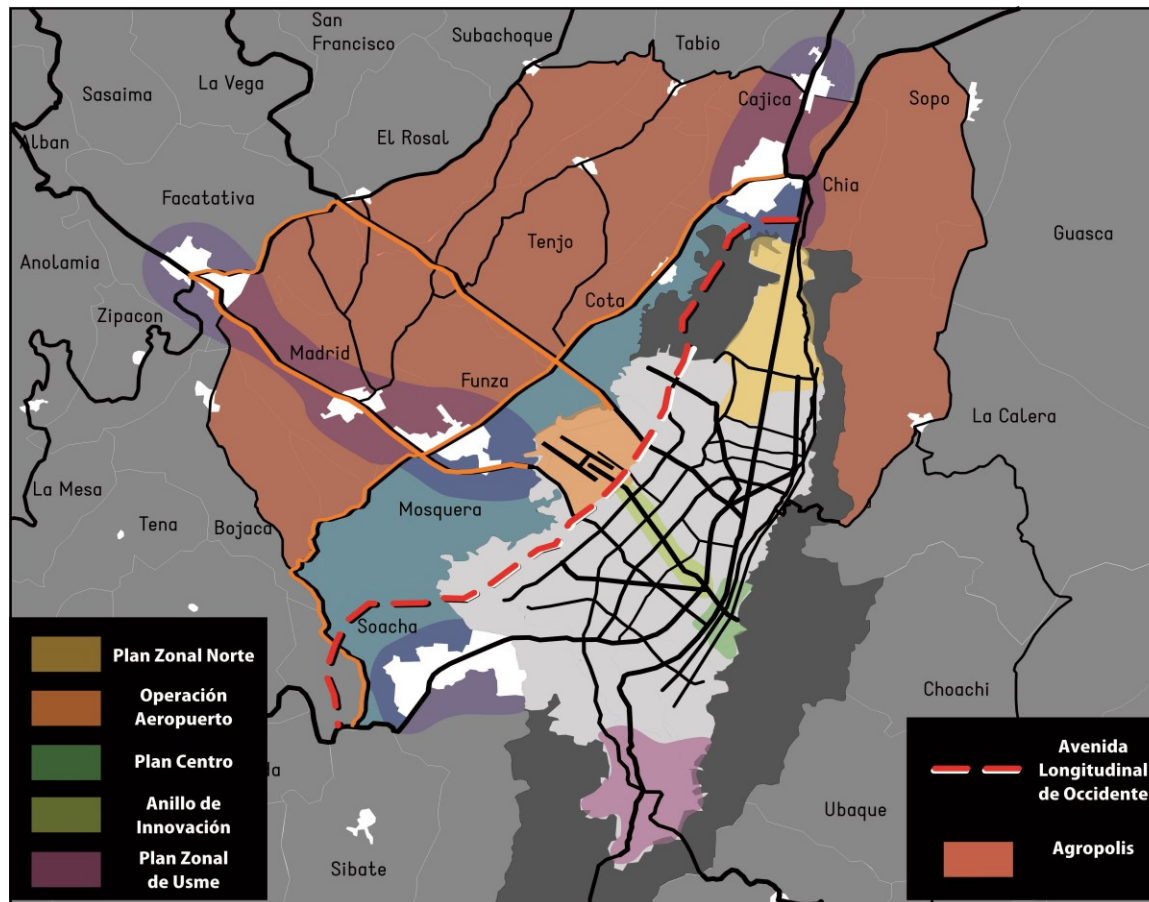 San
Francisco
Subachoque
Tabio
La Vega
Sasaima
Cajica
Sopo
El Rosal
Alban
Facatativa
Chia
Guasca
Anolamia
Tenjo
Cota
Zipacon
Madrid
Funza
La Calera
La Mesa
Mosquera
Tena
Bojaca
Soacha
Choachi
Ubaque
Sibate
Plan Zonal Norte
Operación
Aeropuerto
Plan Centro
Anillo de
Innovación
Plan Zonal
de Usme
Avenida
Longitudinal
de Occidente
Agropolis